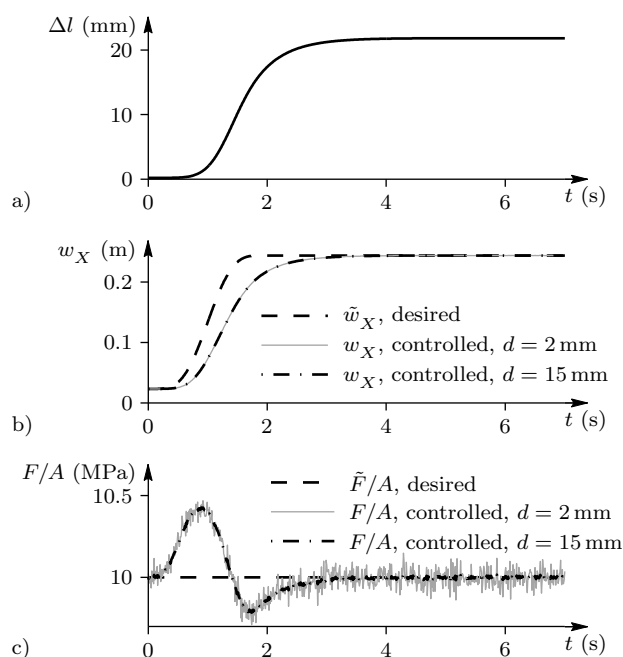 Δl (mm)
20
10
0
0 2 4 6 t (s)
a)
w_X (m)
0.2
0.1
0
w̃_X, desired
w_X, controlled, d = 2 mm
w_X, controlled, d = 15 mm
0 2 4 6 t (s)
b)
F/A (MPa)
10.5
10
F̃/A, desired
F/A, controlled, d = 2 mm
F/A, controlled, d = 15 mm
0 2 4 6 t (s)
c)